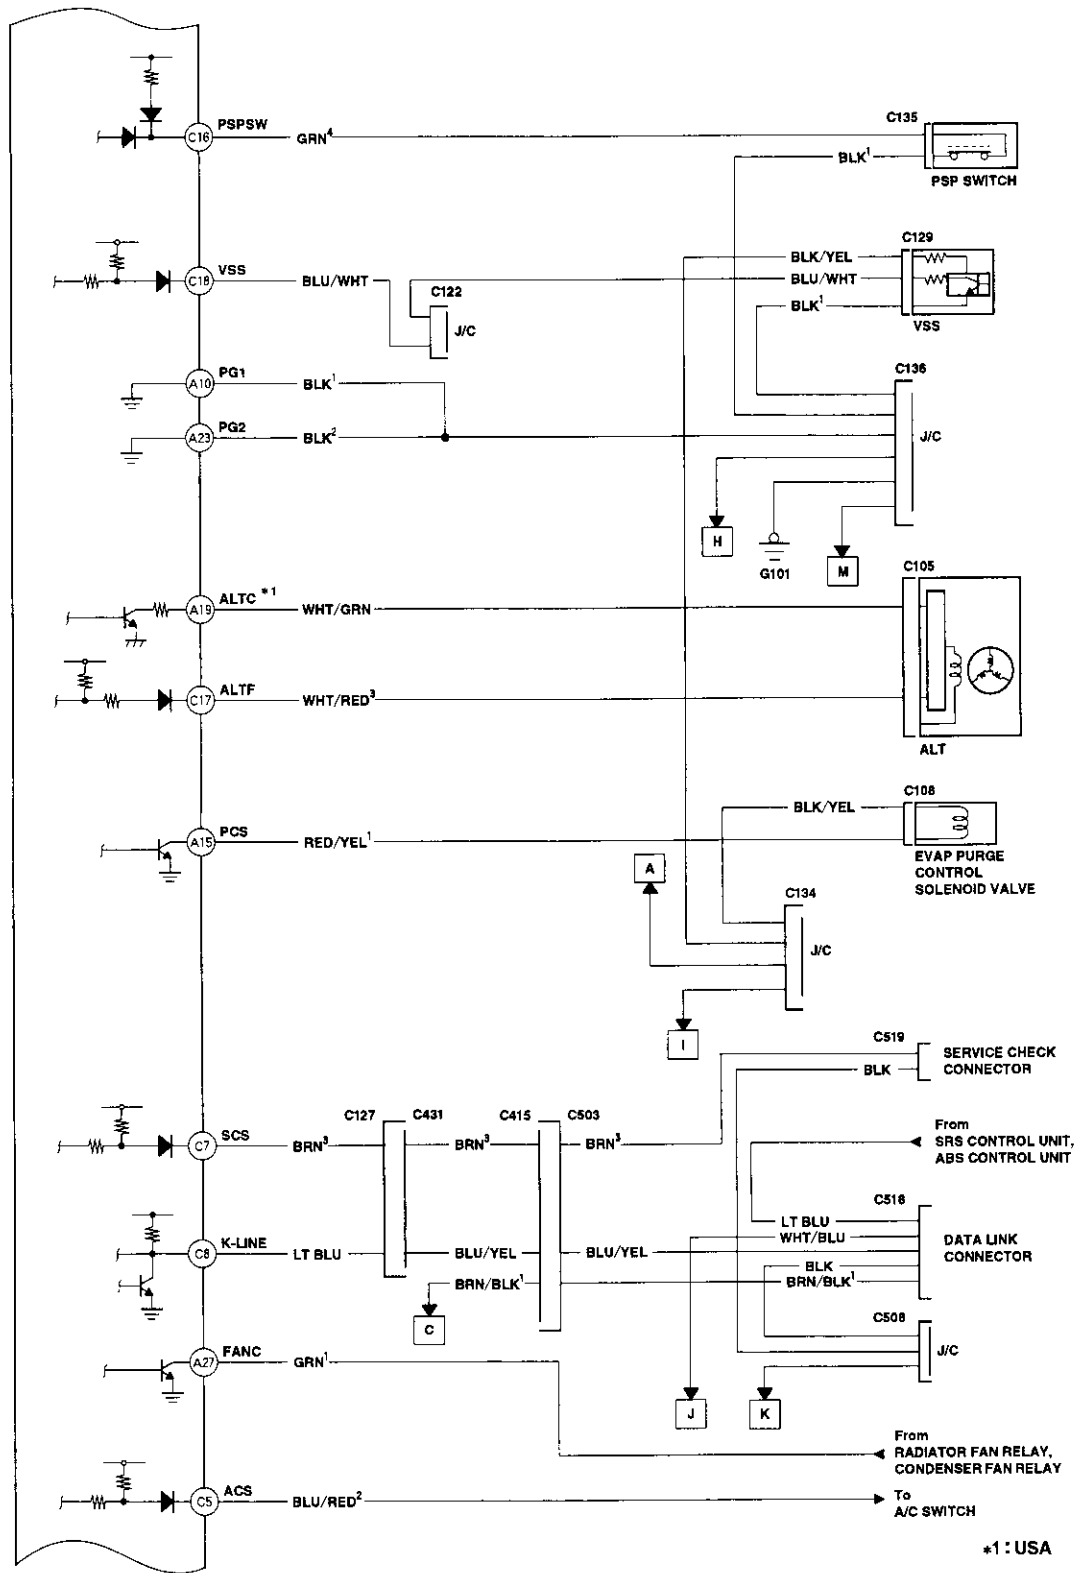 C135
C16 PSPSW GRN⁴
BLK¹
PSP SWITCH
C129
BLK/YEL
C18 VSS BLU/WHT
BLU/WHT
C122
J/C
BLK¹
VSS
C136
A10 PG1 BLK¹
A23 PG2 BLK²
J/C
H
G101
M
C105
A19 ALTC *1 WHT/GRN
C17 ALTF WHT/RED³
ALT
C108
BLK/YEL
A15 PCS RED/YEL¹
EVAP PURGE
CONTROL
SOLENOID VALVE
A
C134
J/C
I
C519
SERVICE CHECK
CONNECTOR
BLK
C127 C431 C415 C503
C7 SCS BRN³ BRN³ BRN³
From
SRS CONTROL UNIT,
ABS CONTROL UNIT
C518
LT BLU
WHT/BLU
DATA LINK
CONNECTOR
C8 K-LINE LT BLU BLU/YEL BLU/YEL
BLK
BRN/BLK¹ BRN/BLK¹
C
C508
J/C
A27 FANC GRN¹
J
K
From
RADIATOR FAN RELAY,
CONDENSER FAN RELAY
C5 ACS BLU/RED²
To
A/C SWITCH
*1 : USA